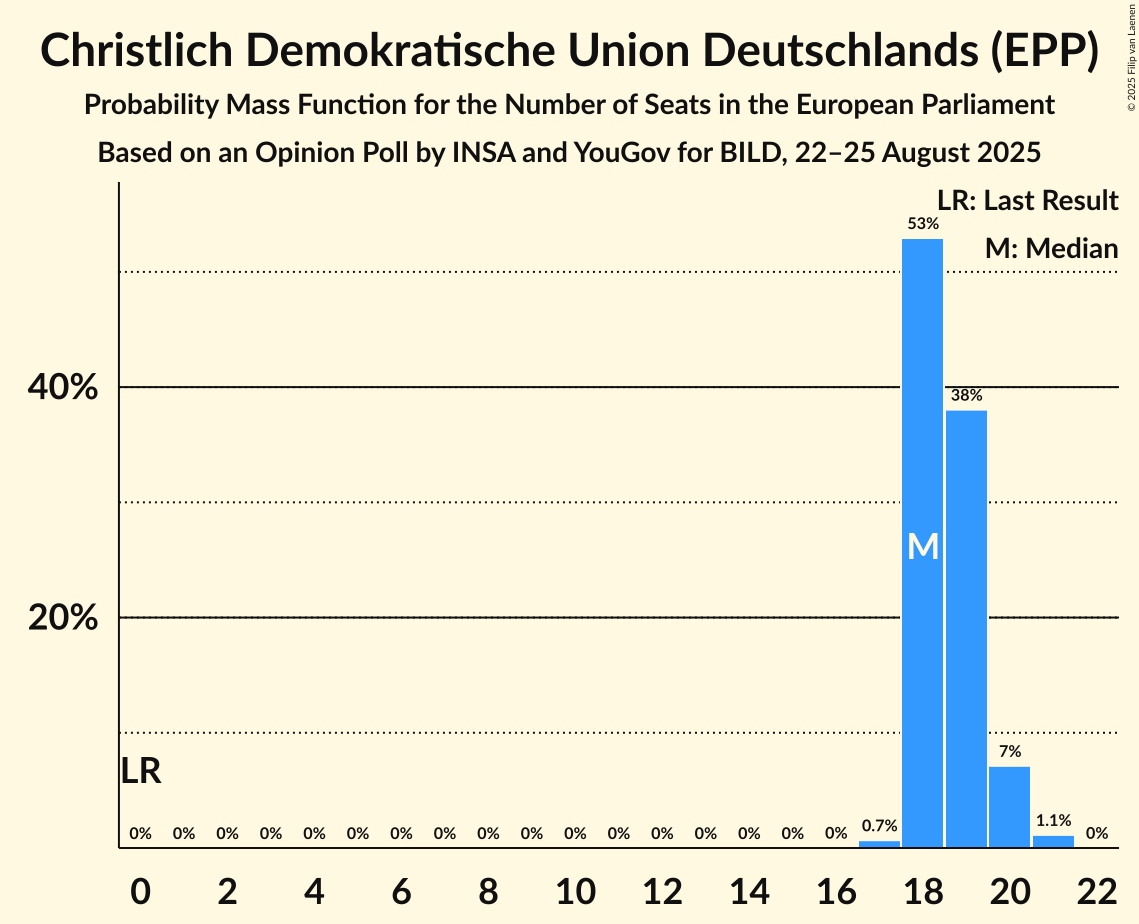 Christlich Demokratische Union Deutschlands (EPP)
Probability Mass Function for the Number of Seats in the European Parliament
Based on an Opinion Poll by INSA and YouGov for BILD, 22–25 August 2025
© 2025 Filip van Laenen
LR: Last Result
M: Median
53%
40%
38%
M
20%
LR
7%
0% 0% 0% 0% 0% 0% 0% 0% 0% 0% 0% 0% 0% 0% 0% 0% 0% 0.7% 1.1% 0%
0 2 4 6 8 10 12 14 16 18 20 22